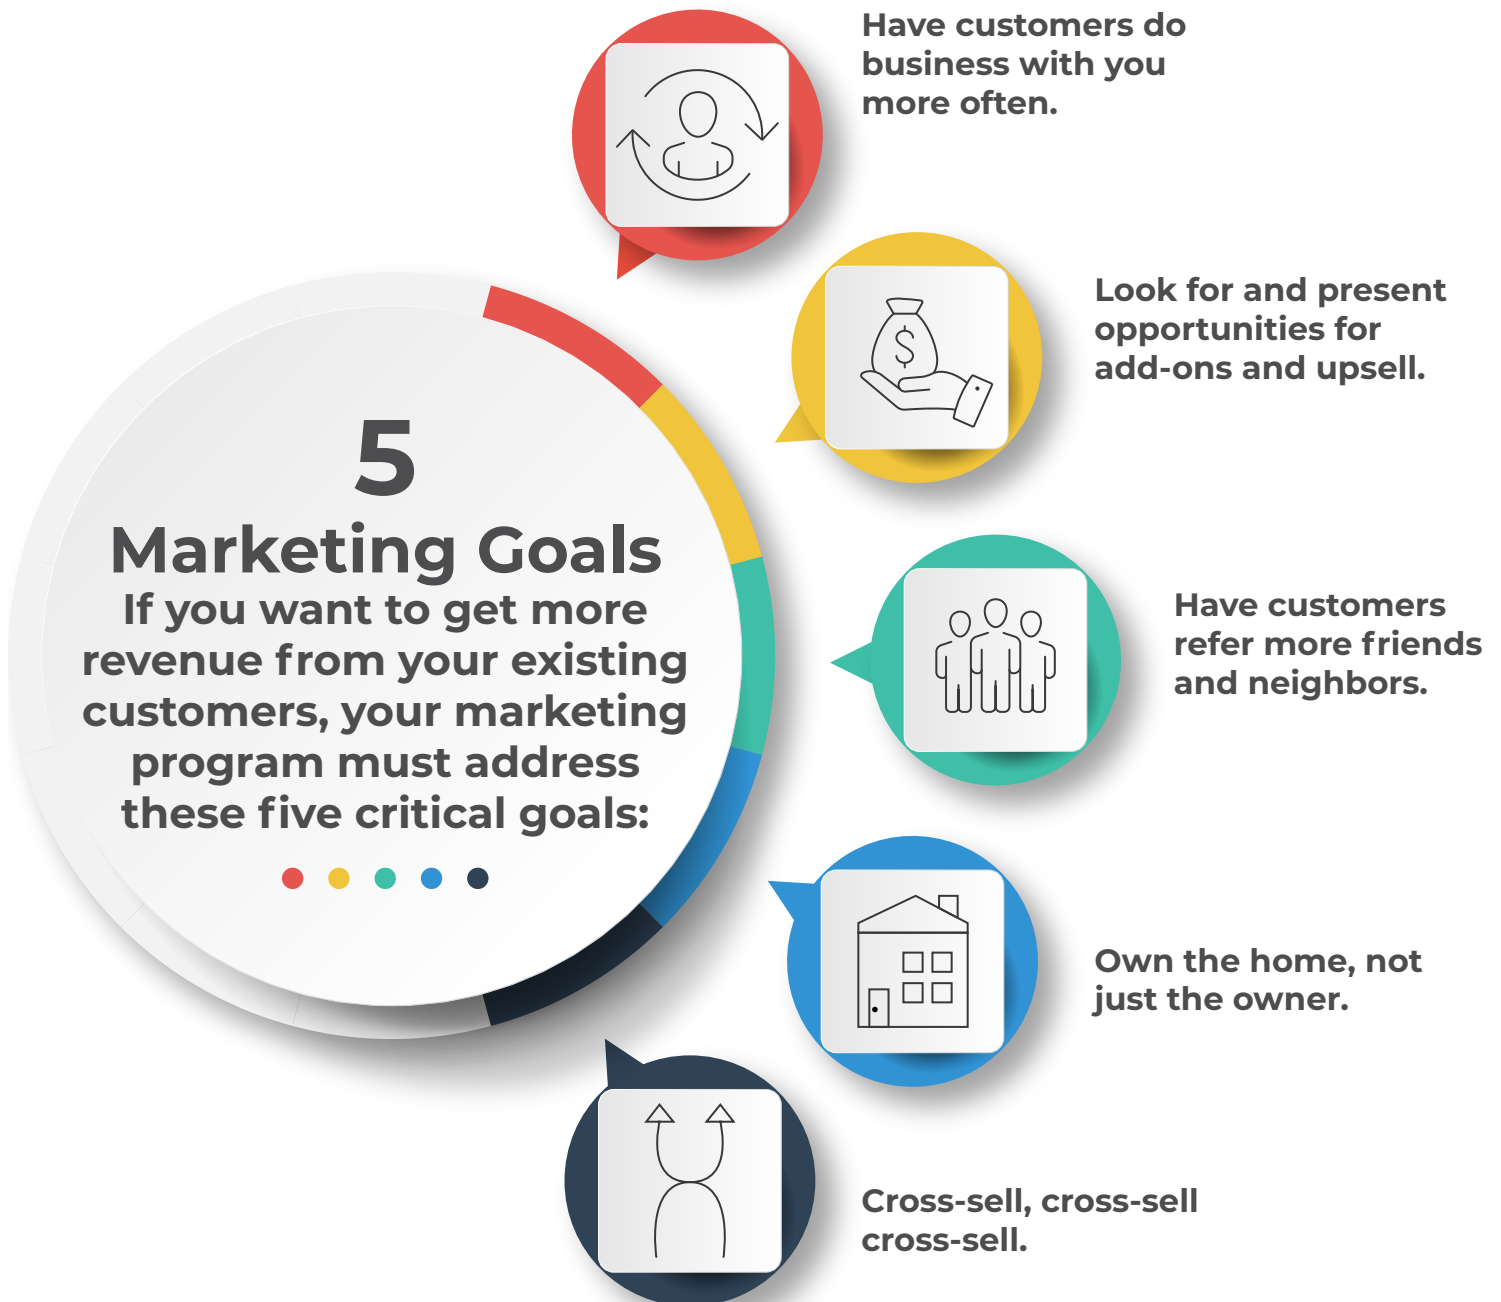 5
Marketing Goals
If you want to get more
revenue from your existing
customers, your marketing
program must address
these five critical goals:
Have customers do
business with you
more often.
$
Look for and present
opportunities for
add-ons and upsell.
Have customers
refer more friends
and neighbors.
Own the home, not
just the owner.
Cross-sell, cross-sell
cross-sell.